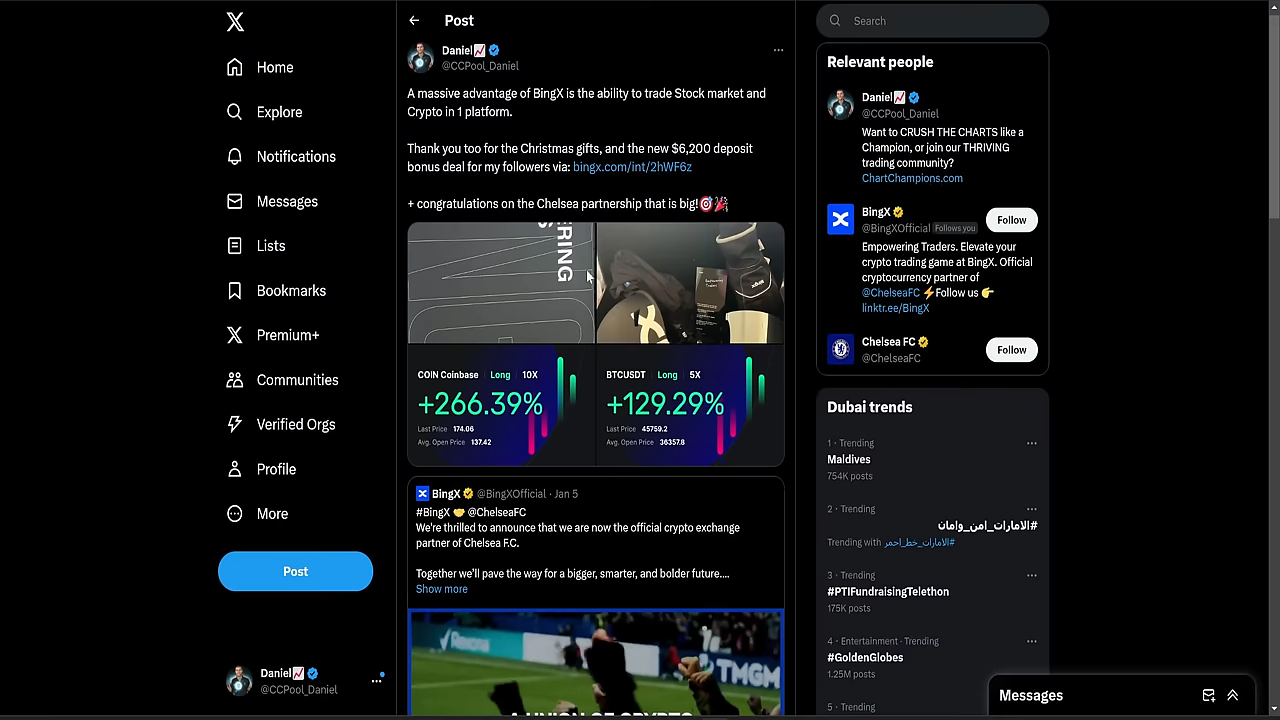 Home
Explore
Notifications
Messages
Lists
Bookmarks
Premium+
Communities
Verified Orgs
Profile
More
Post
Daniel📈
@CCPool_Daniel
Post
Daniel📈
@CCPool_Daniel
A massive advantage of BingX is the ability to trade Stock market and
Crypto in 1 platform.
Thank you too for the Christmas gifts, and the new $6,200 deposit
bonus deal for my followers via: bingx.com/int/2hWF6z
+ congratulations on the Chelsea partnership that is big!🎯🎉
ERING
COIN Coinbase Long 10X
+266.39%
Last Price 174.06
Avg. Open Price 137.42
BTCUSDT Long 5X
+129.29%
Last Price 45759.2
Avg. Open Price 36357.8
BingX @BingXOfficial · Jan 5
#BingX 🤝 @ChelseaFC
We're thrilled to announce that we are now the official crypto exchange
partner of Chelsea F.C.
Together we'll pave the way for a bigger, smarter, and bolder future....
Show more
Rexona
TMGM
A UNION OF CRYPTO
Search
Relevant people
Daniel📈
@CCPool_Daniel
Want to CRUSH THE CHARTS like a
Champion, or join our THRIVING
trading community?
ChartChampions.com
BingX
@BingXOfficial Follows you
Follow
Empowering Traders. Elevate your
crypto trading game at BingX. Official
cryptocurrency partner of
@ChelseaFC ⚡Follow us 👉
linktr.ee/BingX
Chelsea FC
@ChelseaFC
Follow
Dubai trends
1 · Trending
Maldives
754K posts
2 · Trending
#الامارات_امن_وامان
Trending with #الامارات_خط_احمر
3 · Trending
#PTIFundraisingTelethon
175K posts
4 · Entertainment · Trending
#GoldenGlobes
1.25M posts
5 · Trending
Messages